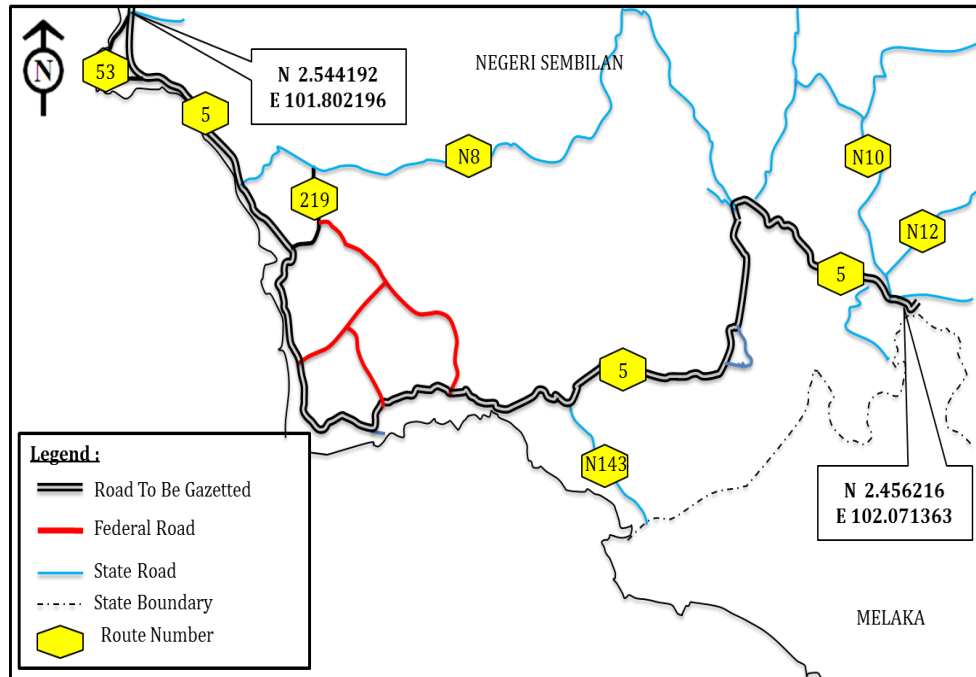 N
53
5
N 2.544192
E 101.802196
NEGERI SEMBILAN
N8
219
N10
N12
5
5
N143
N 2.456216
E 102.071363
MELAKA
Legend :
Road To Be Gazetted
Federal Road
State Road
State Boundary
Route Number